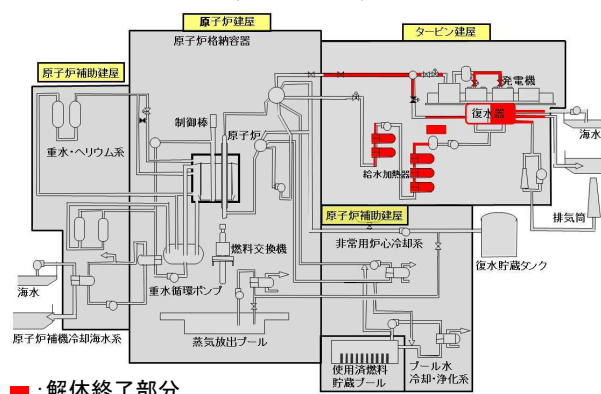 原子炉建屋
原子炉格納容器
タービン建屋
原子炉補助建屋
発電機
制御棒
原子炉
復水器
海水
海水
重水・ヘリウム系
給水加熱器
排気筒
原子炉補助建屋
燃料交換機
非常用炉心冷却系
復水貯蔵タンク
海水
重水循環ポンプ
原子炉補機冷却海水系
蒸気放出プール
使用済燃料
貯蔵プール
プール水
冷却・浄化系
:解体終了部分